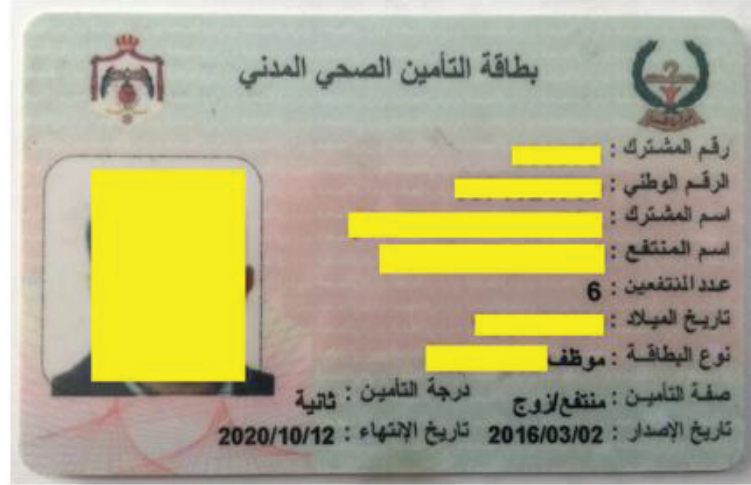 بطاقة التأمين الصحي المدني
رقم المشترك :
الرقم الوطني :
اسم المشترك :
اسم المنتفع :
عدد المنتفعين : 6
تاريخ الميلاد :
نوع البطاقة : موظف
صفة التأمين : منتفع/زوج درجة التأمين : ثانية
تاريخ الإصدار : 2016/03/02 تاريخ الإنتهاء : 2020/10/12